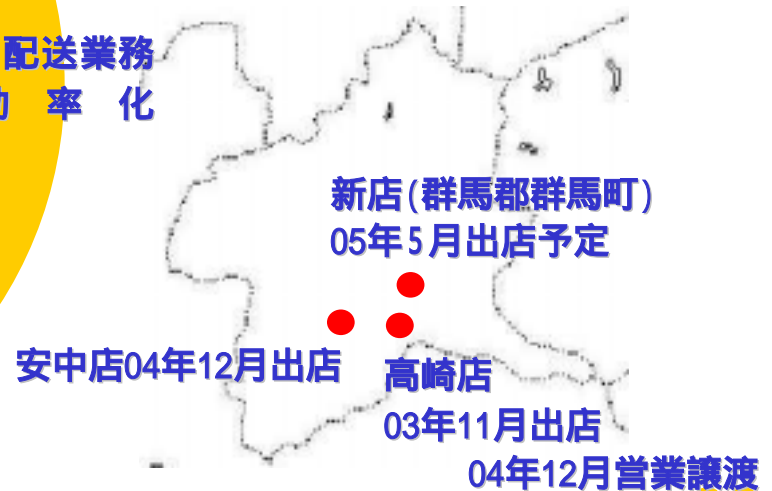 配送業務
率 化
新店(群馬郡群馬町)
05年5月出店予定
安中店04年12月出店
高崎店
03年11月出店
04年12月営業譲渡